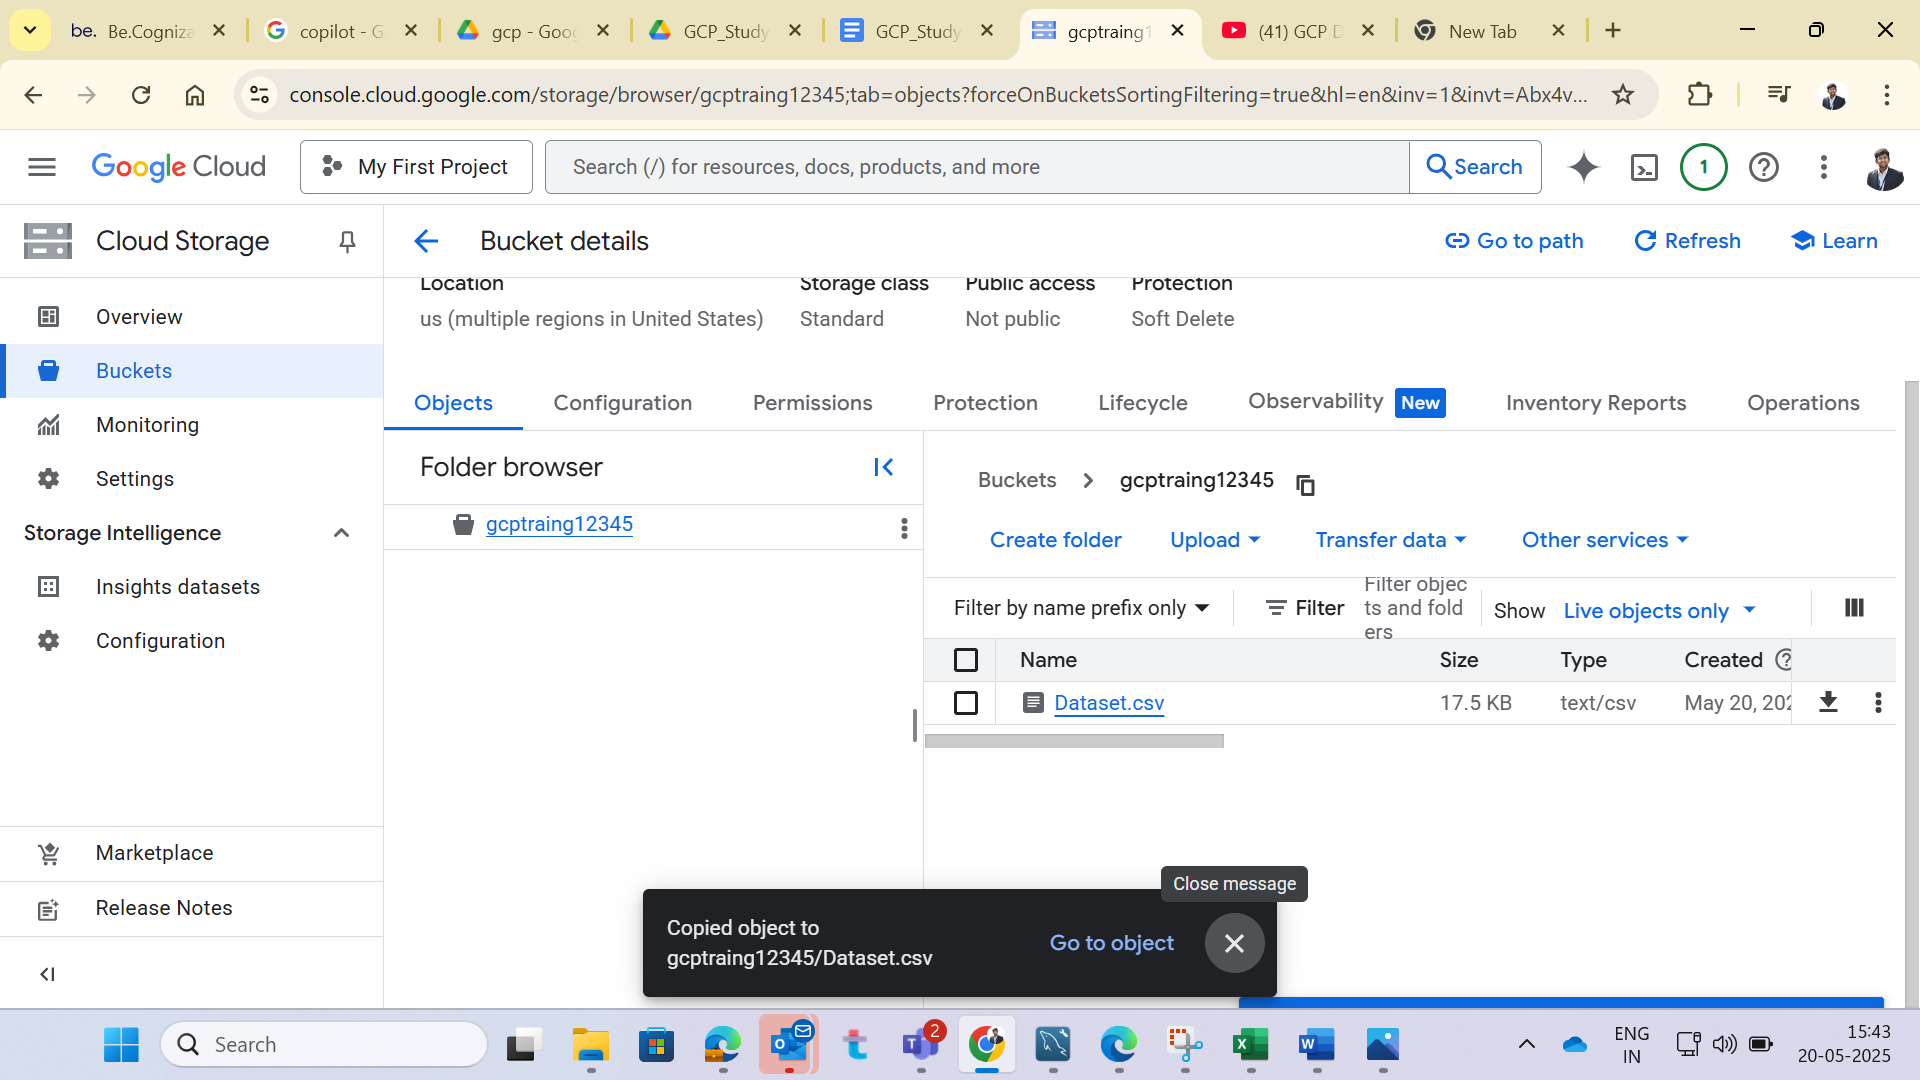 be. Be.Cogniza
copilot - G
gcp - Goog
GCP_Study
GCP_Study
gcptraing1
(41) GCP D
New Tab
console.cloud.google.com/storage/browser/gcptraing12345;tab=objects?forceOnBucketsSortingFiltering=true&hl=en&inv=1&invt=Abx4v...
Google Cloud
My First Project
Search (/) for resources, docs, products, and more
Search
1
Cloud Storage
Bucket details
Go to path
Refresh
Learn
Overview
Buckets
Monitoring
Settings
Storage Intelligence
Insights datasets
Configuration
Marketplace
Release Notes
Location
Storage class
Public access
Protection
us (multiple regions in United States)
Standard
Not public
Soft Delete
Objects
Configuration
Permissions
Protection
Lifecycle
Observability New
Inventory Reports
Operations
Folder browser
gcptraing12345
Buckets
gcptraing12345
Create folder
Upload
Transfer data
Other services
Filter by name prefix only
Filter
Filter objec
ts and fold
ers
Show Live objects only
Name Size Type Created
Dataset.csv 17.5 KB text/csv May 20, 202
Close message
Copied object to
gcptraing12345/Dataset.csv
Go to object
Search
2
ENG
IN
15:43
20-05-2025